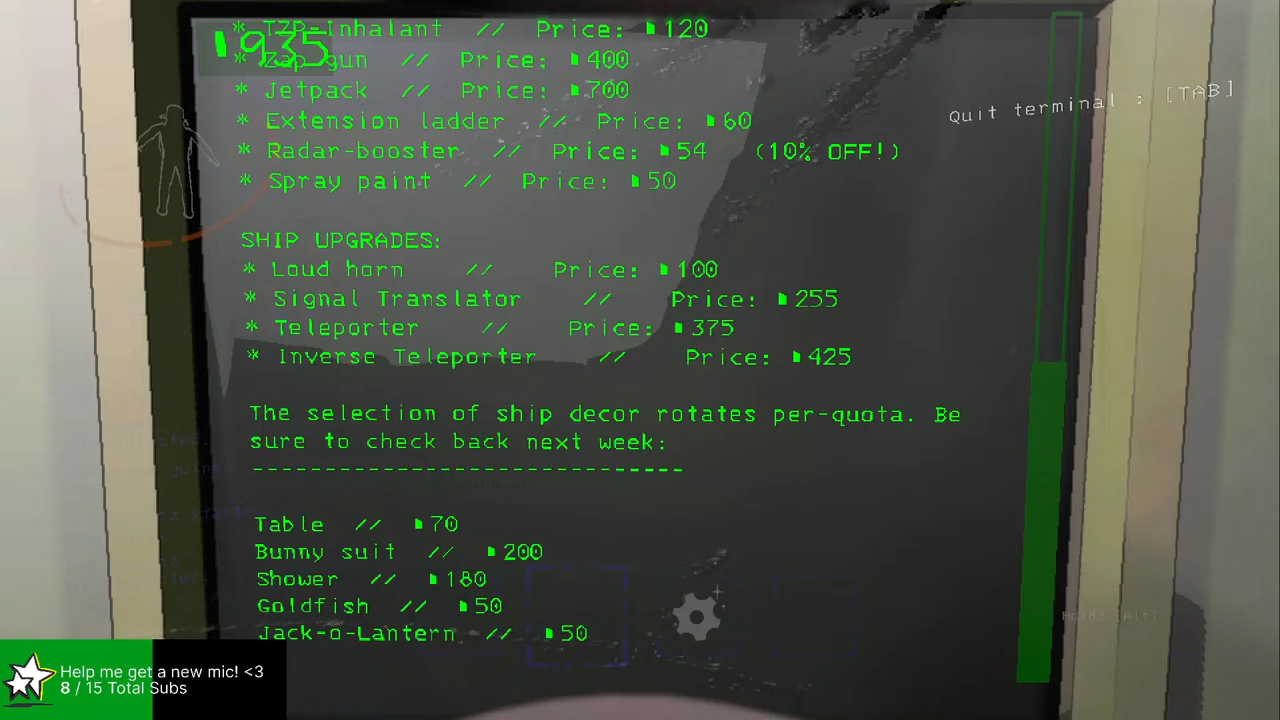 * TZP-Inhalant // Price: ▮120
▮935
* Zap gun // Price: ▮400
* Jetpack // Price: ▮700
* Extension ladder // Price: ▮60
* Radar-booster // Price: ▮54 (10% OFF!)
* Spray paint // Price: ▮50
Quit terminal : [TAB]
SHIP UPGRADES:
* Loud horn // Price: ▮100
* Signal Translator // Price: ▮255
* Teleporter // Price: ▮375
* Inverse Teleporter // Price: ▮425
The selection of ship decor rotates per-quota. Be
sure to check back next week:
------------------------------
Table // ▮70
Bunny suit // ▮200
Shower // ▮180
Goldfish // ▮50
Jack-o-Lantern // ▮50
Hold: [Alt]
Help me get a new mic! <3
8 / 15 Total Subs